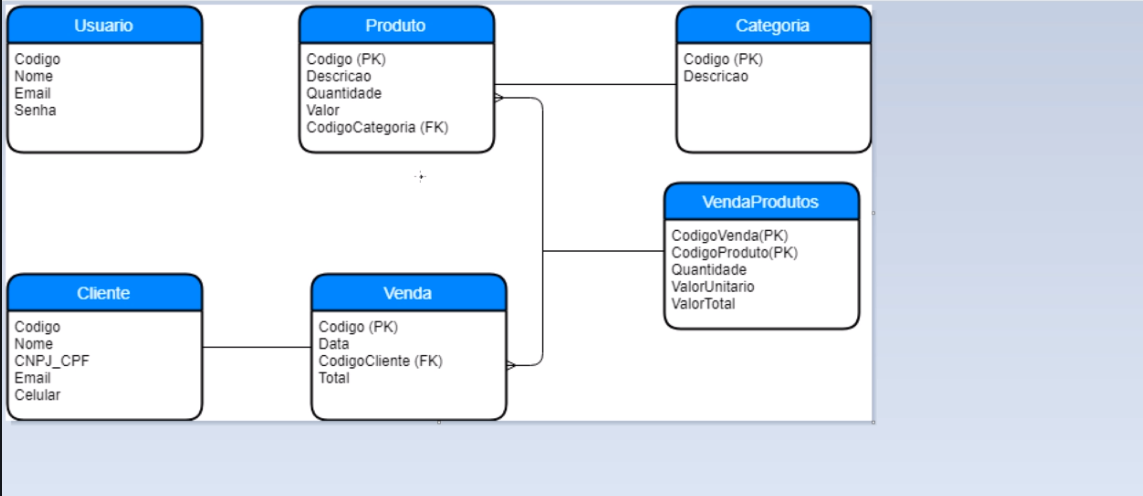 Usuario
Codigo
Nome
Email
Senha
Produto
Codigo (PK)
Descricao
Quantidade
Valor
CodigoCategoria (FK)
Categoria
Codigo (PK)
Descricao
VendaProdutos
CodigoVenda(PK)
CodigoProduto(PK)
Quantidade
ValorUnitario
ValorTotal
Cliente
Codigo
Nome
CNPJ_CPF
Email
Celular
Venda
Codigo (PK)
Data
CodigoCliente (FK)
Total